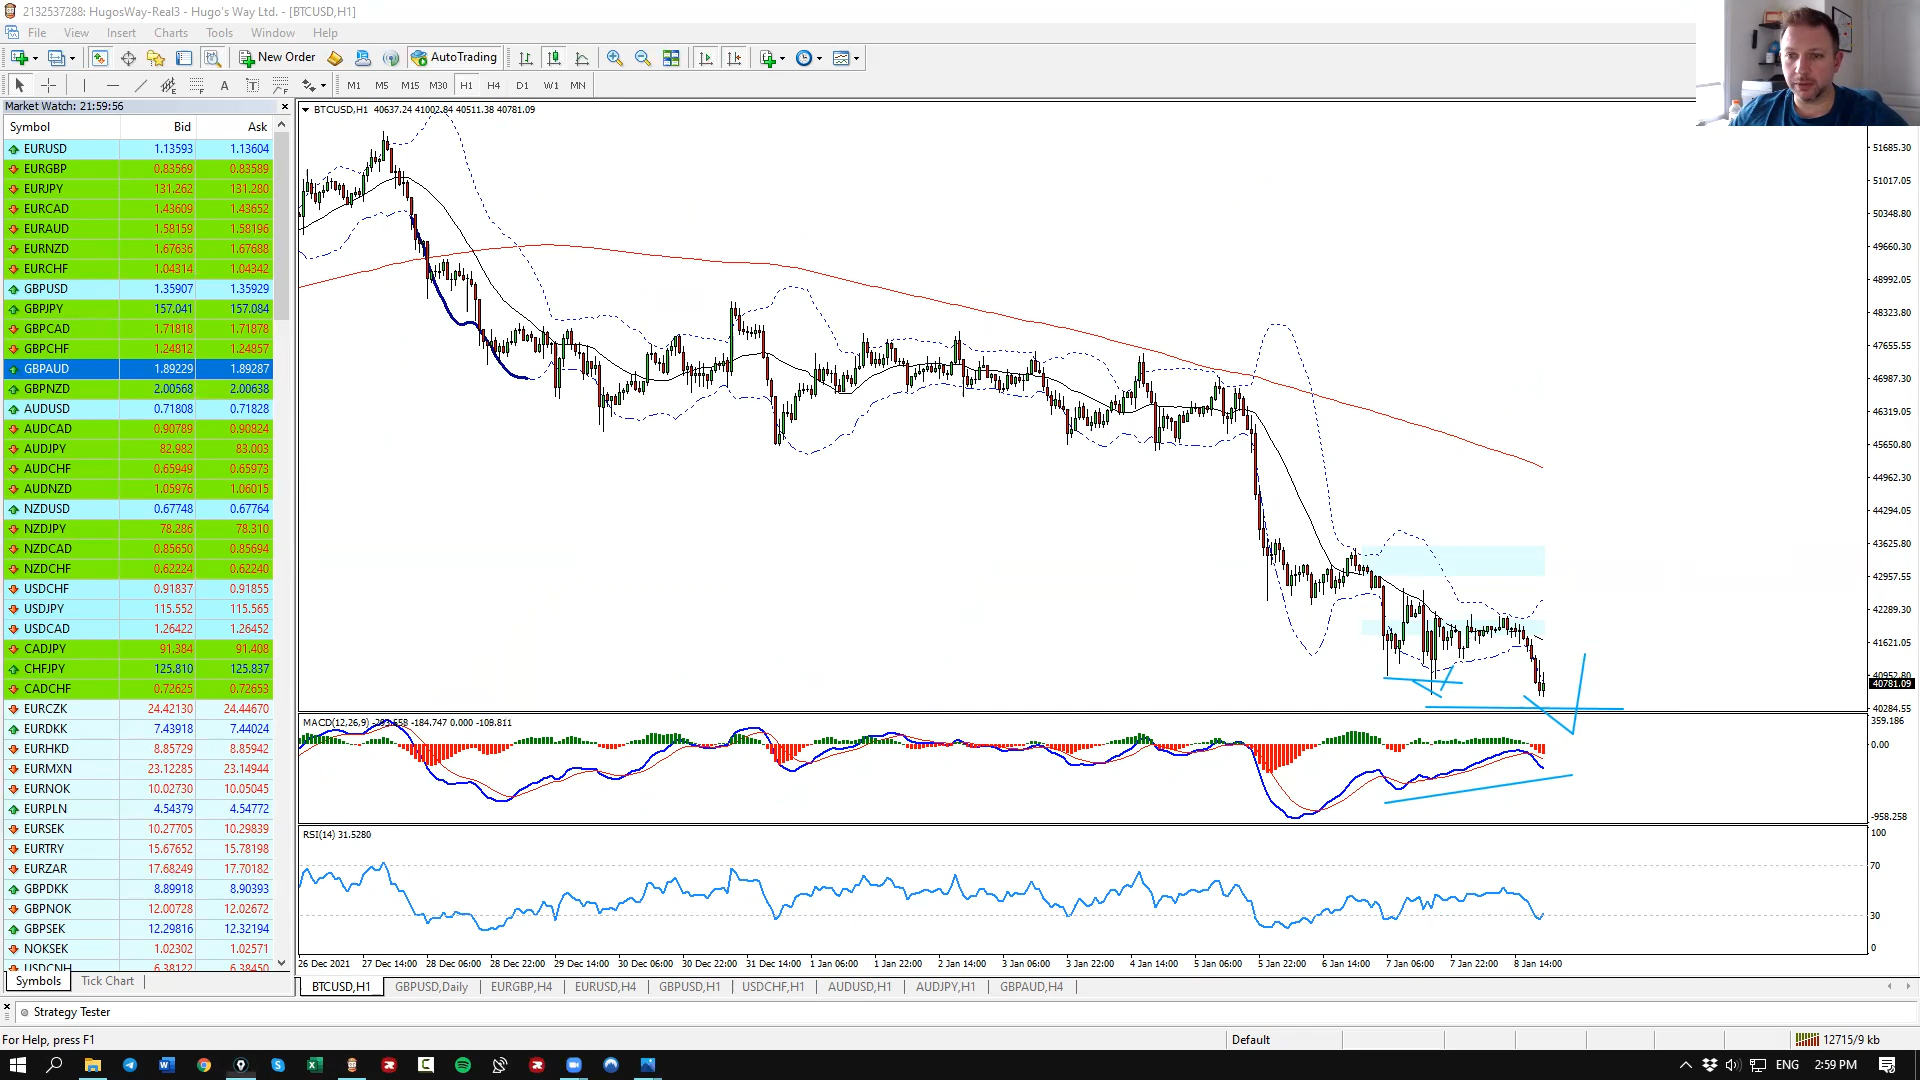 2132537288: HugosWay-Real3 - Hugo's Way Ltd. - [BTCUSD,H1]
File View Insert Charts Tools Window Help
New Order AutoTrading
A T M1 M5 M15 M30 H1 H4 D1 W1 MN
Market Watch: 21:59:56
Symbol Bid Ask
EURUSD 1.13593 1.13604
EURGBP 0.83569 0.83589
EURJPY 131.262 131.280
EURCAD 1.43609 1.43652
EURAUD 1.58159 1.58196
EURNZD 1.67636 1.67688
EURCHF 1.04314 1.04342
GBPUSD 1.35907 1.35929
GBPJPY 157.041 157.084
GBPCAD 1.71818 1.71878
GBPCHF 1.24812 1.24857
GBPAUD 1.89229 1.89287
GBPNZD 2.00568 2.00638
AUDUSD 0.71808 0.71828
AUDCAD 0.90789 0.90824
AUDJPY 82.982 83.003
AUDCHF 0.65949 0.65973
AUDNZD 1.05976 1.06015
NZDUSD 0.67748 0.67764
NZDJPY 78.286 78.310
NZDCAD 0.85650 0.85694
NZDCHF 0.62224 0.62240
USDCHF 0.91837 0.91855
USDJPY 115.552 115.565
USDCAD 1.26422 1.26452
CADJPY 91.384 91.408
CHFJPY 125.810 125.837
CADCHF 0.72625 0.72653
EURCZK 24.42130 24.44670
EURDKK 7.43918 7.44024
EURHKD 8.85729 8.85942
EURMXN 23.12285 23.14944
EURNOK 10.02730 10.05045
EURPLN 4.54379 4.54772
EURSEK 10.27705 10.29839
EURTRY 15.67652 15.78198
EURZAR 17.68249 17.70182
GBPDKK 8.89918 8.90393
GBPNOK 12.00728 12.02672
GBPSEK 12.29816 12.32194
NOKSEK 1.02302 1.02571
USDCNH 6.38122 6.38450
Symbols Tick Chart
BTCUSD,H1 40637.24 41002.84 40511.38 40781.09
51685.30
51017.05
50348.80
49660.30
48992.05
48323.80
47655.55
46987.30
46319.05
45650.80
44962.30
44294.05
43625.80
42957.55
42289.30
41621.05
40952.80
40781.09
40284.55
MACD(12,26,9) -293.558 -184.747 0.000 -109.811
359.186
0.00
-958.258
RSI(14) 31.5280
100
70
30
0
26 Dec 2021 27 Dec 14:00 28 Dec 06:00 28 Dec 22:00 29 Dec 14:00 30 Dec 06:00 30 Dec 22:00 31 Dec 14:00 1 Jan 06:00 1 Jan 22:00 2 Jan 14:00 3 Jan 06:00 3 Jan 22:00 4 Jan 14:00 5 Jan 06:00 5 Jan 22:00 6 Jan 14:00 7 Jan 06:00 7 Jan 22:00 8 Jan 14:00
BTCUSD,H1 GBPUSD,Daily EURGBP,H4 EURUSD,H4 GBPUSD,H1 USDCHF,H1 AUDUSD,H1 AUDJPY,H1 GBPAUD,H4
Strategy Tester
For Help, press F1 Default 12715/9 kb
ENG 2:59 PM